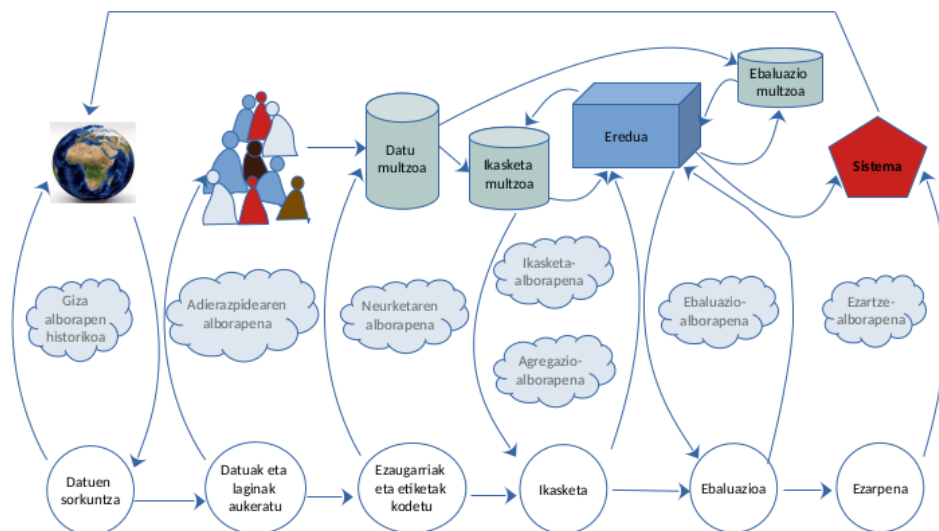 Ebaluazio
multzoa
Datu
multzoa
Ikasketa
multzoa
Eredua
Sistema
Giza
alborapen
historikoa
Adierazpidearen
alborapena
Neurketaren
alborapena
Ikasketa-
alborapena
Agregazio-
alborapena
Ebaluazio-
alborapena
Ezartze-
alborapena
Datuen
sorkuntza
Datuak eta
laginak
aukeratu
Ezaugarriak
eta etiketak
kodetu
Ikasketa
Ebaluazioa
Ezarpena